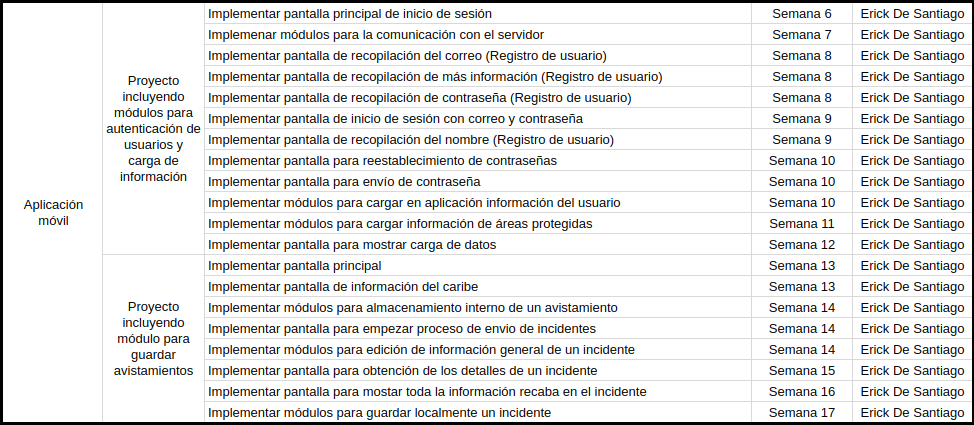 Aplicación
móvil
Proyecto
incluyendo
módulos para
autenticación de
usuarios y
carga de
información
Implementar pantalla principal de inicio de sesión Semana 6 Erick De Santiago
Implemenar módulos para la comunicación con el servidor Semana 7 Erick De Santiago
Implementar pantalla de recopilación del correo (Registro de usuario) Semana 8 Erick De Santiago
Implementar pantalla de recopilación de más información (Registro de usuario) Semana 8 Erick De Santiago
Implementar pantalla de recopilación de contraseña (Registro de usuario) Semana 8 Erick De Santiago
Implementar pantalla de inicio de sesión con correo y contraseña Semana 9 Erick De Santiago
Implementar pantalla de recopilación del nombre (Registro de usuario) Semana 9 Erick De Santiago
Implementar pantalla para reestablecimiento de contraseñas Semana 10 Erick De Santiago
Implementar pantalla para envío de contraseña Semana 10 Erick De Santiago
Implementar módulos para cargar en aplicación información del usuario Semana 10 Erick De Santiago
Implementar módulos para cargar información de áreas protegidas Semana 11 Erick De Santiago
Implementar pantalla para mostrar carga de datos Semana 12 Erick De Santiago
Proyecto
incluyendo
módulo para
guardar
avistamientos
Implementar pantalla principal Semana 13 Erick De Santiago
Implementar pantalla de información del caribe Semana 13 Erick De Santiago
Implementar módulos para almacenamiento interno de un avistamiento Semana 14 Erick De Santiago
Implementar pantalla para empezar proceso de envio de incidentes Semana 14 Erick De Santiago
Implementar módulos para edición de información general de un incidente Semana 14 Erick De Santiago
Implementar pantalla para obtención de los detalles de un incidente Semana 15 Erick De Santiago
Implementar pantalla para mostar toda la información recaba en el incidente Semana 16 Erick De Santiago
Implementar módulos para guardar localmente un incidente Semana 17 Erick De Santiago